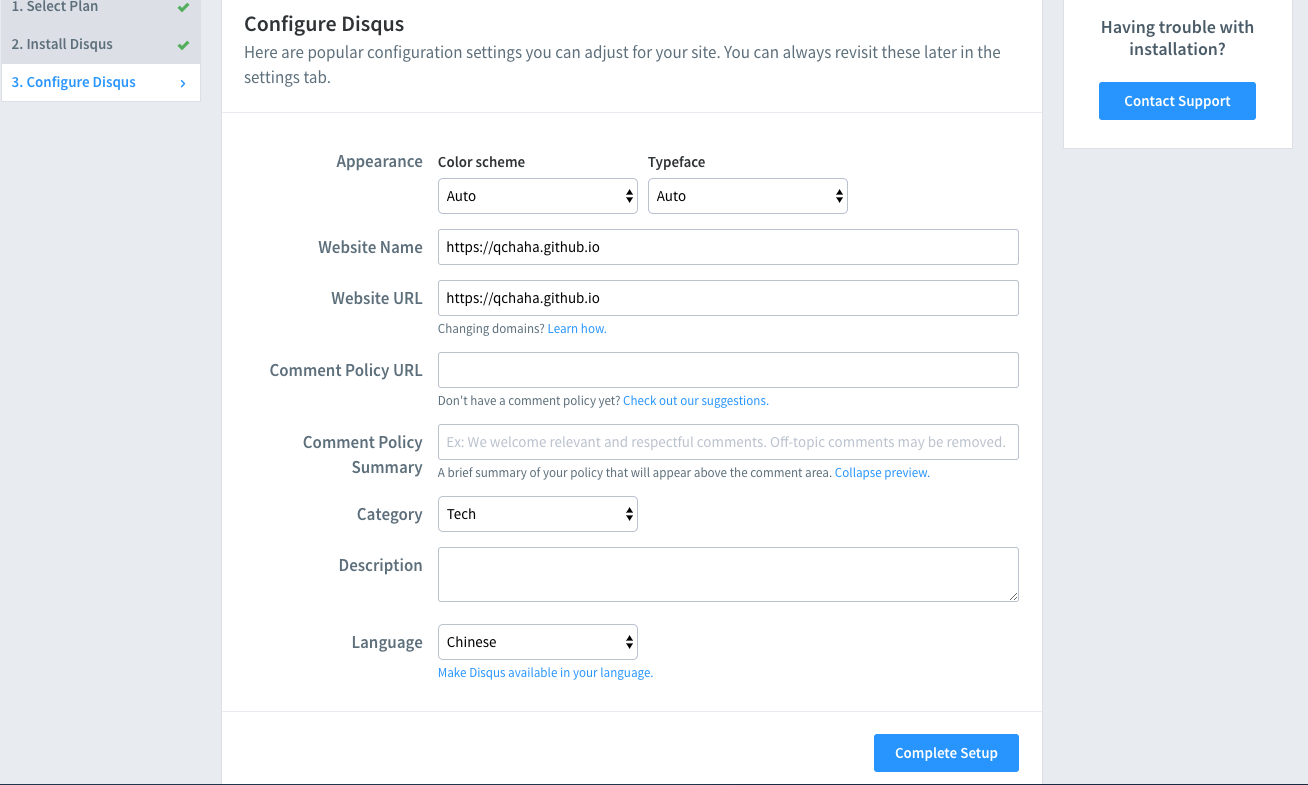 1. Select Plan
2. Install Disqus
3. Configure Disqus
Configure Disqus
Here are popular configuration settings you can adjust for your site. You can always revisit these later in the
settings tab.
Appearance
Color scheme
Typeface
Auto
Auto
Website Name
https://qchaha.github.io
Website URL
https://qchaha.github.io
Changing domains? Learn how.
Comment Policy URL
Don't have a comment policy yet? Check out our suggestions.
Comment Policy
Summary
Ex: We welcome relevant and respectful comments. Off-topic comments may be removed.
A brief summary of your policy that will appear above the comment area. Collapse preview.
Category
Tech
Description
Language
Chinese
Make Disqus available in your language.
Complete Setup
Having trouble with
installation?
Contact Support